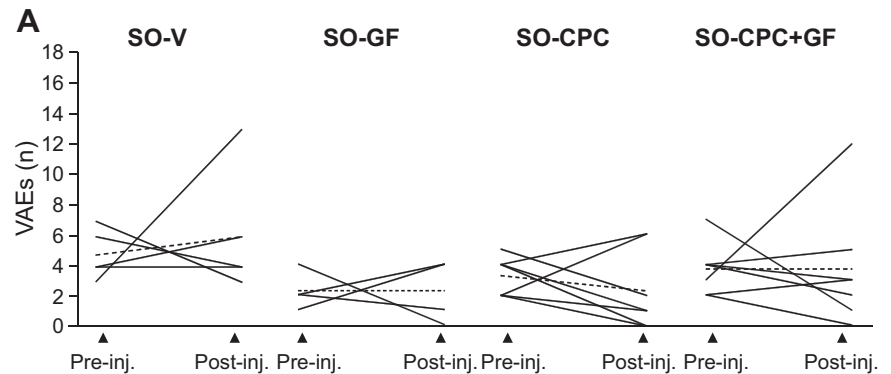 A
SO-V SO-GF SO-CPC SO-CPC+GF
18
16
14
12
10
8
6
4
2
0
VAEs (n)
Pre-inj. Post-inj. Pre-inj. Post-inj. Pre-inj. Post-inj. Pre-inj. Post-inj.